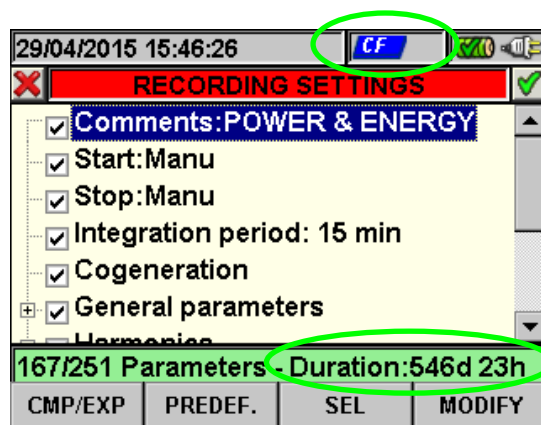 29/04/2015 15:46:26 CF
RECORDING SETTINGS
Comments:POWER & ENERGY
Start:Manu
Stop:Manu
Integration period: 15 min
Cogeneration
General parameters
Harmonics
167/251 Parameters - Duration:546d 23h
CMP/EXP PREDEF. SEL MODIFY